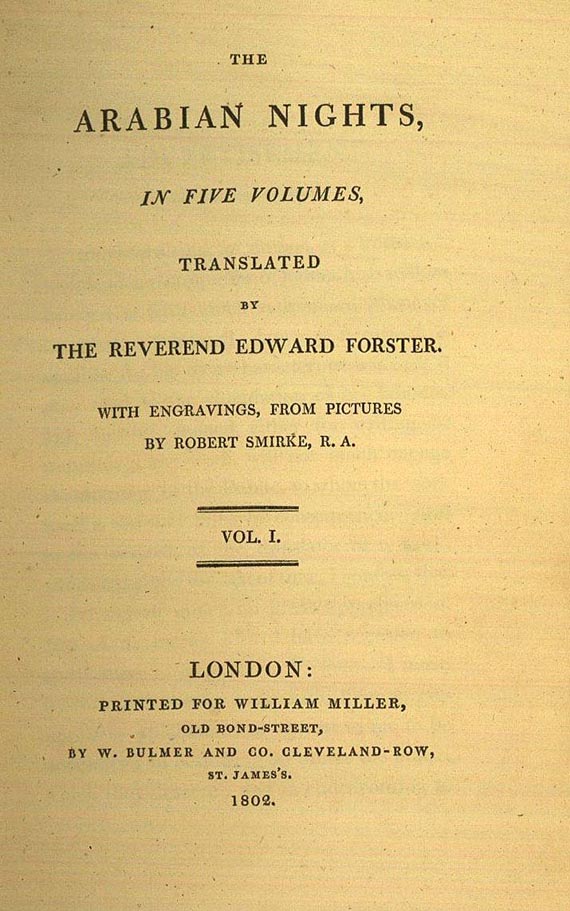 THE
ARABIAN NIGHTS,
IN FIVE VOLUMES,
TRANSLATED
BY
THE REVEREND EDWARD FORSTER.
WITH ENGRAVINGS, FROM PICTURES
BY ROBERT SMIRKE, R. A.
VOL. I.
LONDON:
PRINTED FOR WILLIAM MILLER,
OLD BOND-STREET,
BY W. BULMER AND CO. CLEVELAND-ROW,
ST. JAMES'S.
1802.